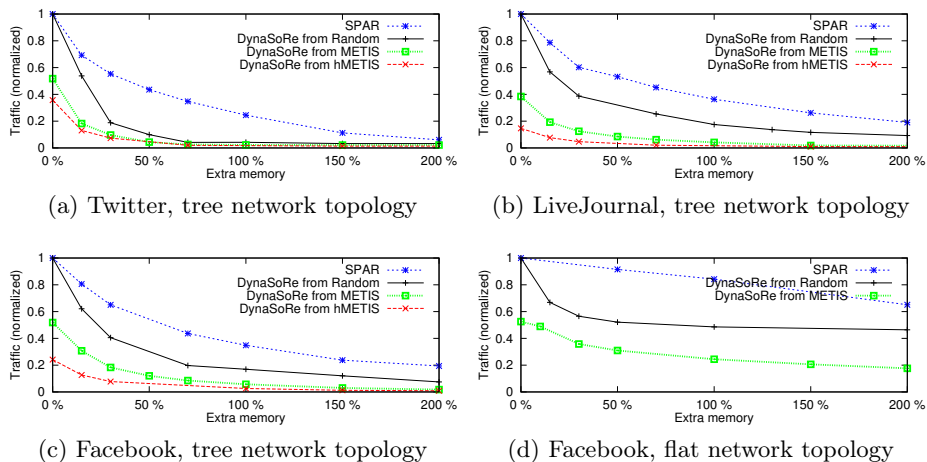 1
0.8
0.6
0.4
0.2
0
Traffic (normalized)
SPAR
DynaSoRe from Random
DynaSoRe from METIS
DynaSoRe from hMETIS
0 % 50 % 100 % 150 % 200 %
Extra memory
(a) Twitter, tree network topology
1
0.8
0.6
0.4
0.2
0
Traffic (normalized)
SPAR
DynaSoRe from Random
DynaSoRe from METIS
DynaSoRe from hMETIS
0 % 50 % 100 % 150 % 200 %
Extra memory
(b) LiveJournal, tree network topology
1
0.8
0.6
0.4
0.2
0
Traffic (normalized)
SPAR
DynaSoRe from Random
DynaSoRe from METIS
DynaSoRe from hMETIS
0 % 50 % 100 % 150 % 200 %
Extra memory
(c) Facebook, tree network topology
1
0.8
0.6
0.4
0.2
0
Traffic (normalized)
SPAR
DynaSoRe from Random
DynaSoRe from METIS
0 % 50 % 100 % 150 % 200 %
Extra memory
(d) Facebook, flat network topology